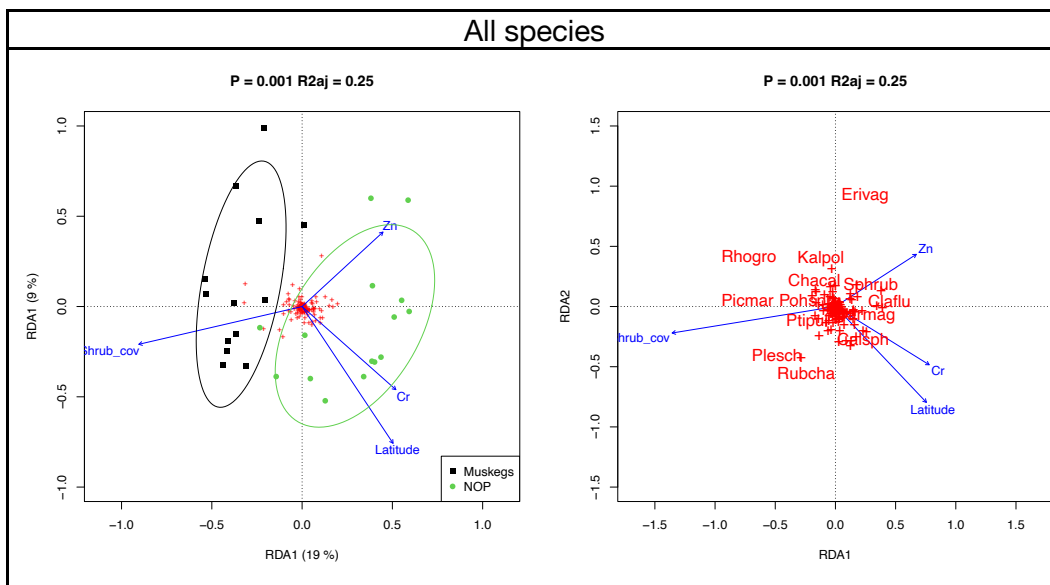 All species
P = 0.001 R2aj = 0.25
1.0
0.5
0.0
−0.5
−1.0
RDA1 (9 %)
Zn
Shrub_cov
Cr
Latitude
Muskegs
NOP
−1.0 −0.5 0.0 0.5 1.0
RDA1 (19 %)
P = 0.001 R2aj = 0.25
1.5
1.0
0.5
0.0
−0.5
−1.0
−1.5
RDA2
Erivag
Zn
Rhogro Kalpol
Chacal Sphrub
Picmar Claflu
hrub_cov
Calsph
Plesch
Cr
Rubcha
Latitude
−1.5 −1.0 −0.5 0.0 0.5 1.0 1.5
RDA1